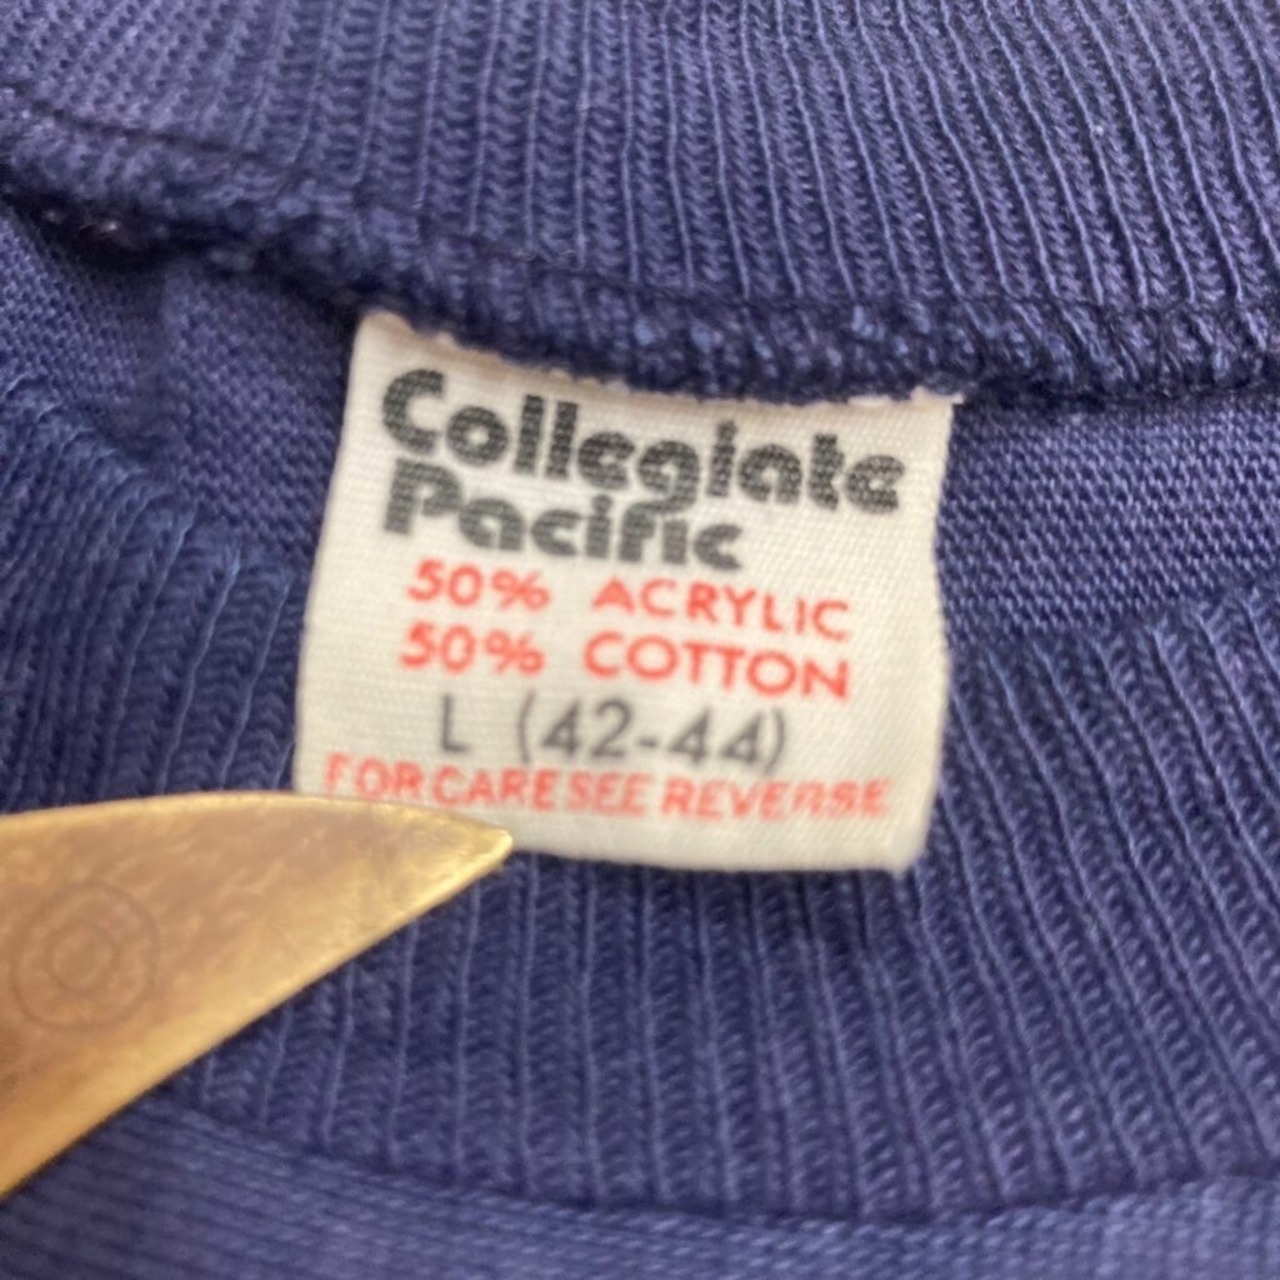 Collegiate
Pacific
50% ACRYLIC
50% COTTON
L (42-44)
FOR CARE SEE REVERSE